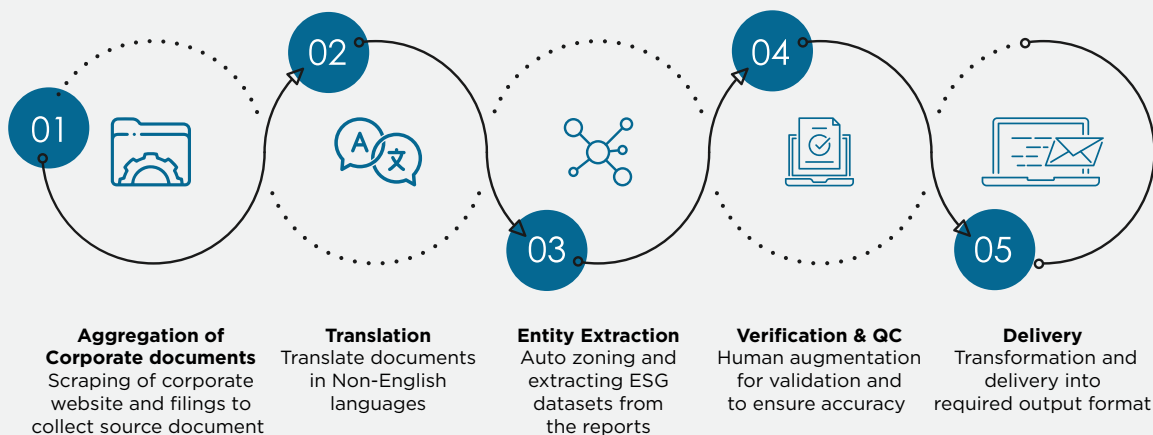 01
02
03
04
05
A 文
Aggregation of
Corporate documents
Scraping of corporate
website and filings to
collect source document
Translation
Translate documents
in Non-English
languages
Entity Extraction
Auto zoning and
extracting ESG
datasets from
the reports
Verification & QC
Human augmentation
for validation and
to ensure accuracy
Delivery
Transformation and
delivery into
required output format